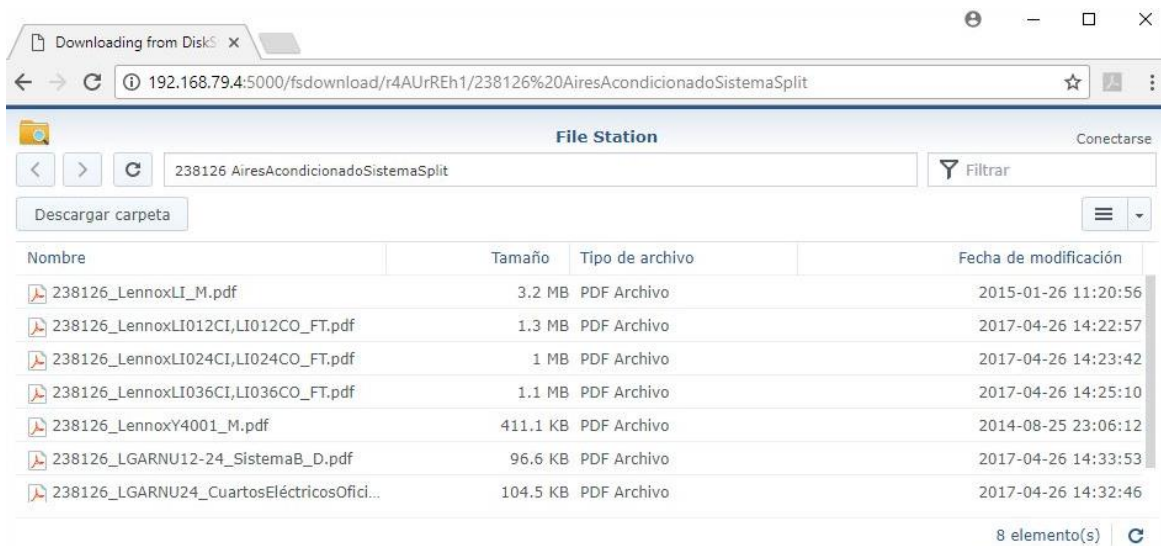 Downloading from DiskS
192.168.79.4:5000/fsdownload/r4AUrREh1/238126%20AiresAcondicionadoSistemaSplit
File Station
Conectarse
238126 AiresAcondicionadoSistemaSplit
Filtrar
Descargar carpeta
Nombre Tamaño Tipo de archivo Fecha de modificación
238126_LennoxLI_M.pdf 3.2 MB PDF Archivo 2015-01-26 11:20:56
238126_LennoxLI012CI,LI012CO_FT.pdf 1.3 MB PDF Archivo 2017-04-26 14:22:57
238126_LennoxLI024CI,LI024CO_FT.pdf 1 MB PDF Archivo 2017-04-26 14:23:42
238126_LennoxLI036CI,LI036CO_FT.pdf 1.1 MB PDF Archivo 2017-04-26 14:25:10
238126_LennoxY4001_M.pdf 411.1 KB PDF Archivo 2014-08-25 23:06:12
238126_LGARNU12-24_SistemaB_D.pdf 96.6 KB PDF Archivo 2017-04-26 14:33:53
238126_LGARNU24_CuartosEléctricosOfici... 104.5 KB PDF Archivo 2017-04-26 14:32:46
8 elemento(s)